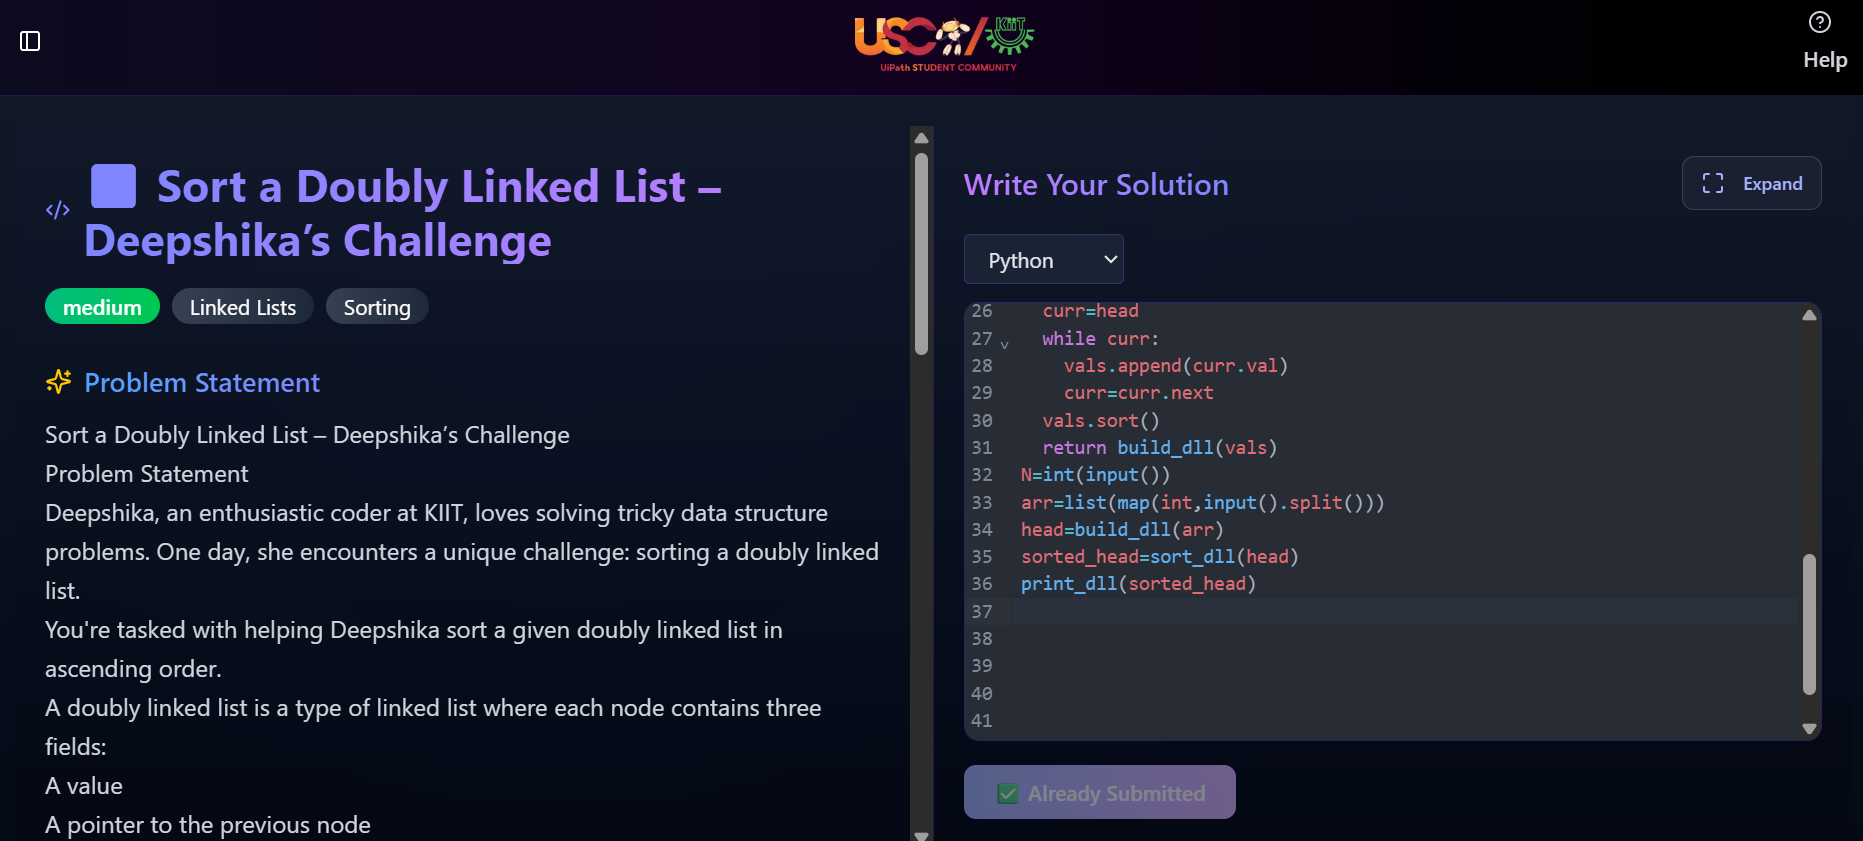 USC/KIIT
UiPath STUDENT COMMUNITY
Help
</> Sort a Doubly Linked List –
Deepshika’s Challenge
medium Linked Lists Sorting
Problem Statement
Sort a Doubly Linked List – Deepshika’s Challenge
Problem Statement
Deepshika, an enthusiastic coder at KIIT, loves solving tricky data structure
problems. One day, she encounters a unique challenge: sorting a doubly linked
list.
You're tasked with helping Deepshika sort a given doubly linked list in
ascending order.
A doubly linked list is a type of linked list where each node contains three
fields:
A value
A pointer to the previous node
Write Your Solution
Expand
Python
26 curr=head
27 while curr:
28 vals.append(curr.val)
29 curr=curr.next
30 vals.sort()
31 return build_dll(vals)
32 N=int(input())
33 arr=list(map(int,input().split()))
34 head=build_dll(arr)
35 sorted_head=sort_dll(head)
36 print_dll(sorted_head)
37
38
39
40
41
✅ Already Submitted